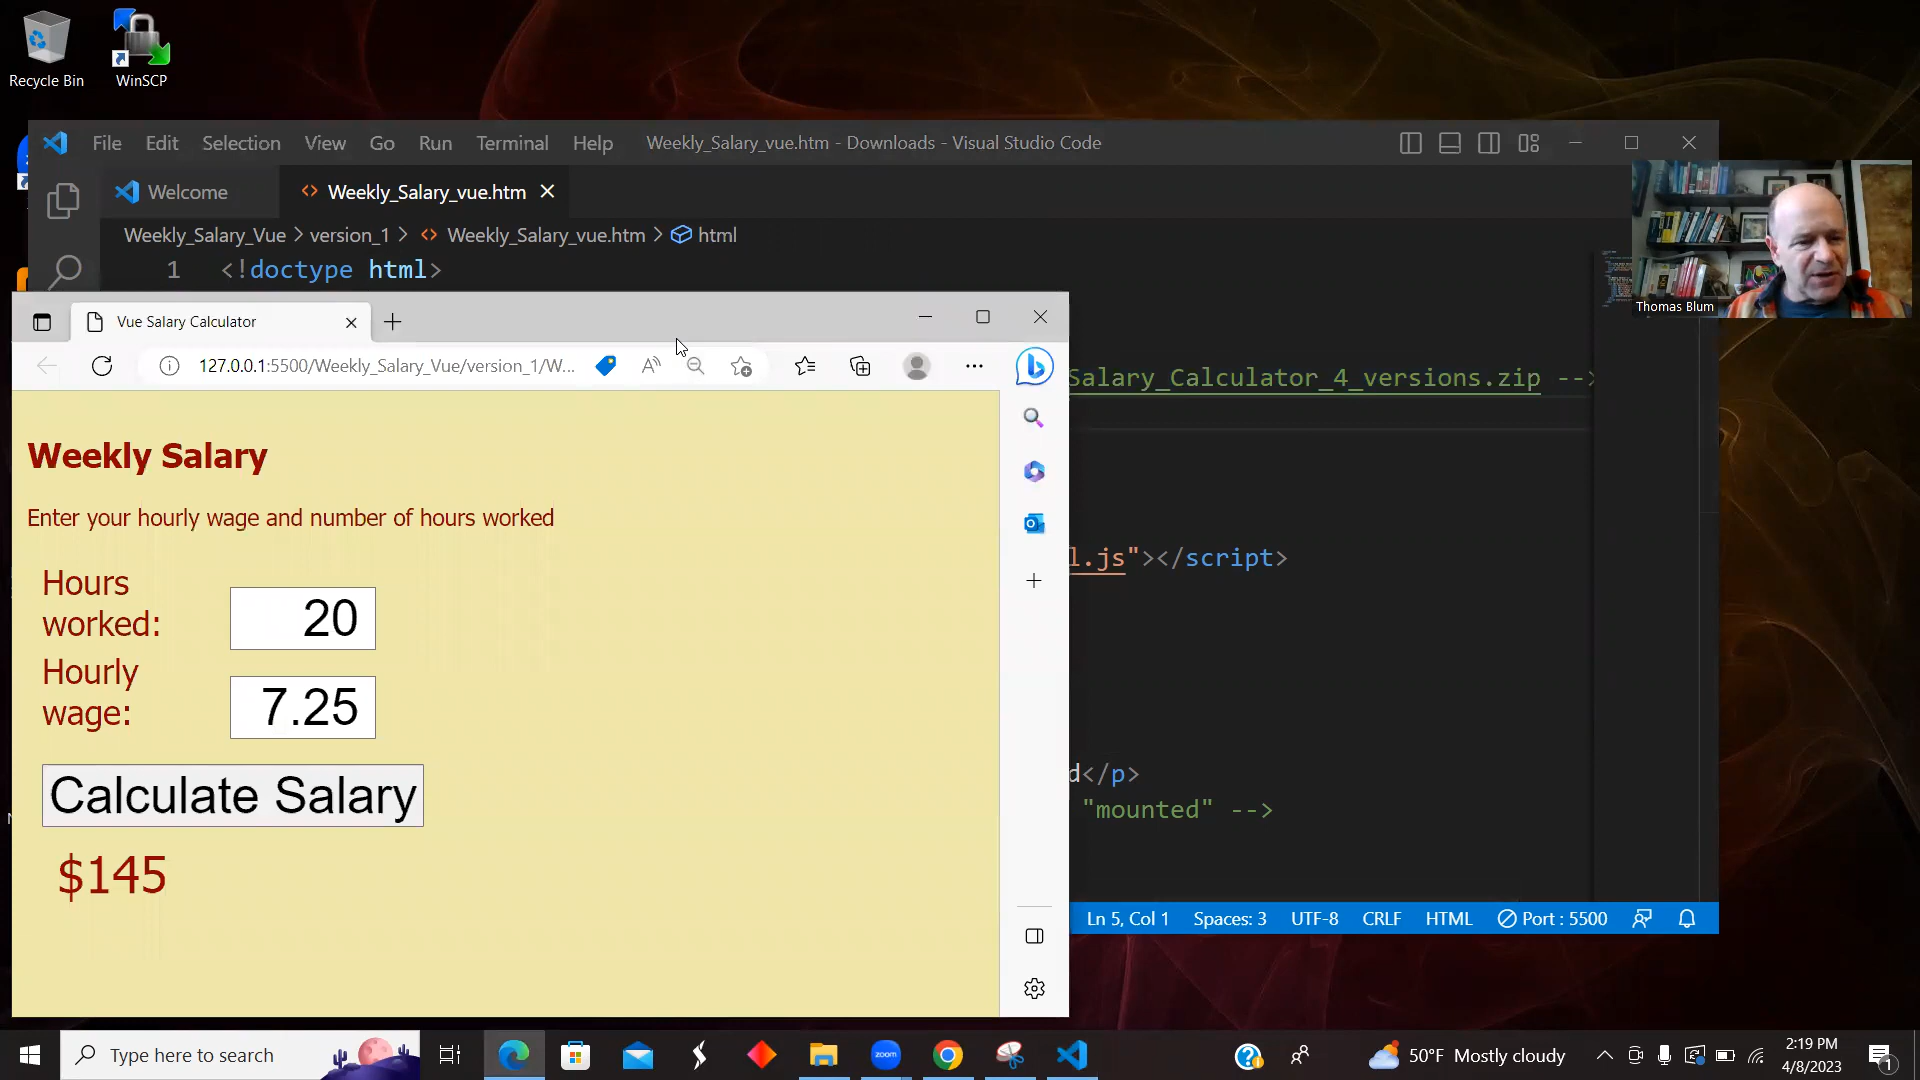 Recycle Bin
WinSCP
File Edit Selection View Go Run Terminal Help
Weekly_Salary_vue.htm - Downloads - Visual Studio Code
Welcome
Weekly_Salary_vue.htm
Weekly_Salary_Vue > version_1 > Weekly_Salary_vue.htm > html
1 <!doctype html>
Thomas Blum
Vue Salary Calculator
127.0.0.1:5500/Weekly_Salary_Vue/version_1/W...
Salary_Calculator_4_versions.zip -->
Weekly Salary
Enter your hourly wage and number of hours worked
l.js"></script>
Hours
worked:
20
Hourly
wage:
7.25
d</p>
Calculate Salary
"mounted" -->
$145
Ln 5, Col 1 Spaces: 3 UTF-8 CRLF HTML Port : 5500
Type here to search
zoom
50°F Mostly cloudy
2:19 PM
4/8/2023
1